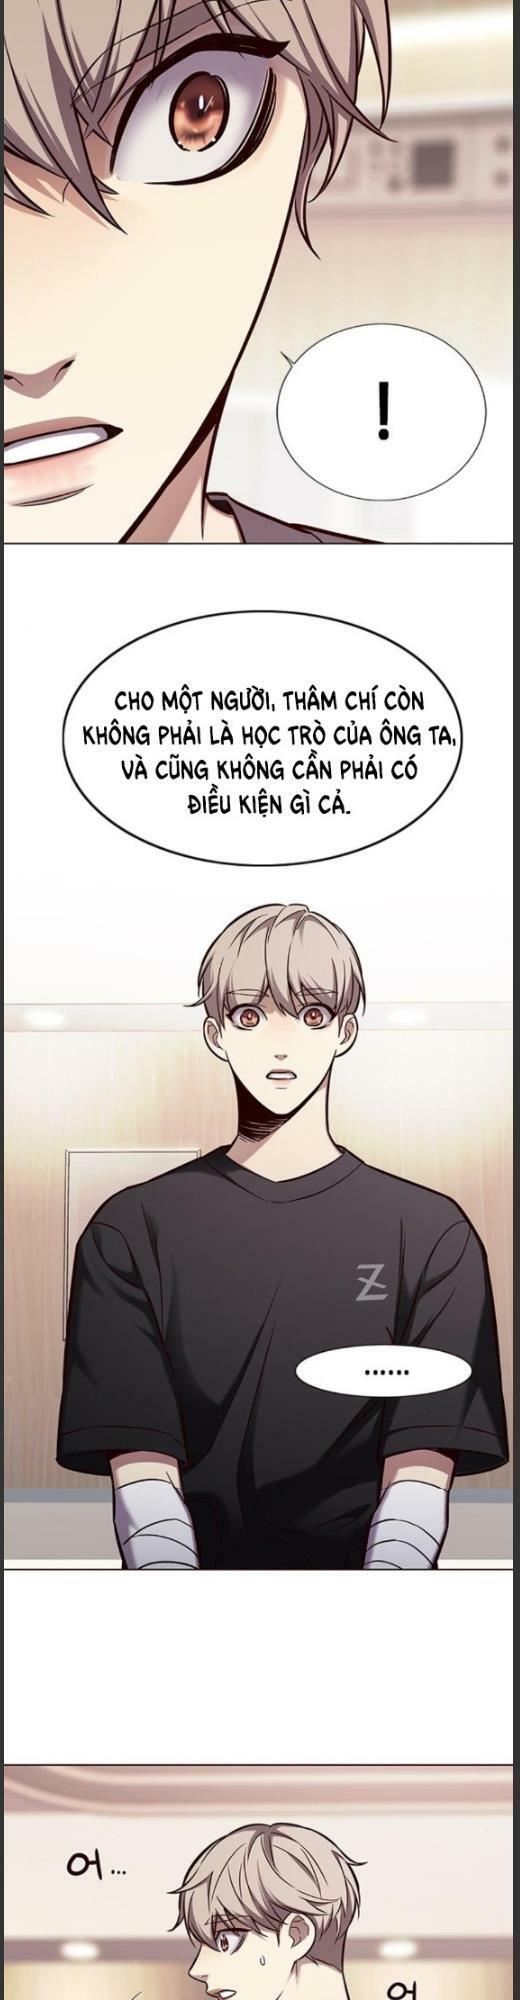 !
CHO MỘT NGƯỜI, THẬM CHÍ CÒN
KHÔNG PHẢI LÀ HỌC TRÒ CỦA ÔNG TA,
VÀ CŨNG KHÔNG CẦN PHẢI CÓ
ĐIỀU KIỆN GÌ CẢ.
Z
......
어...
어